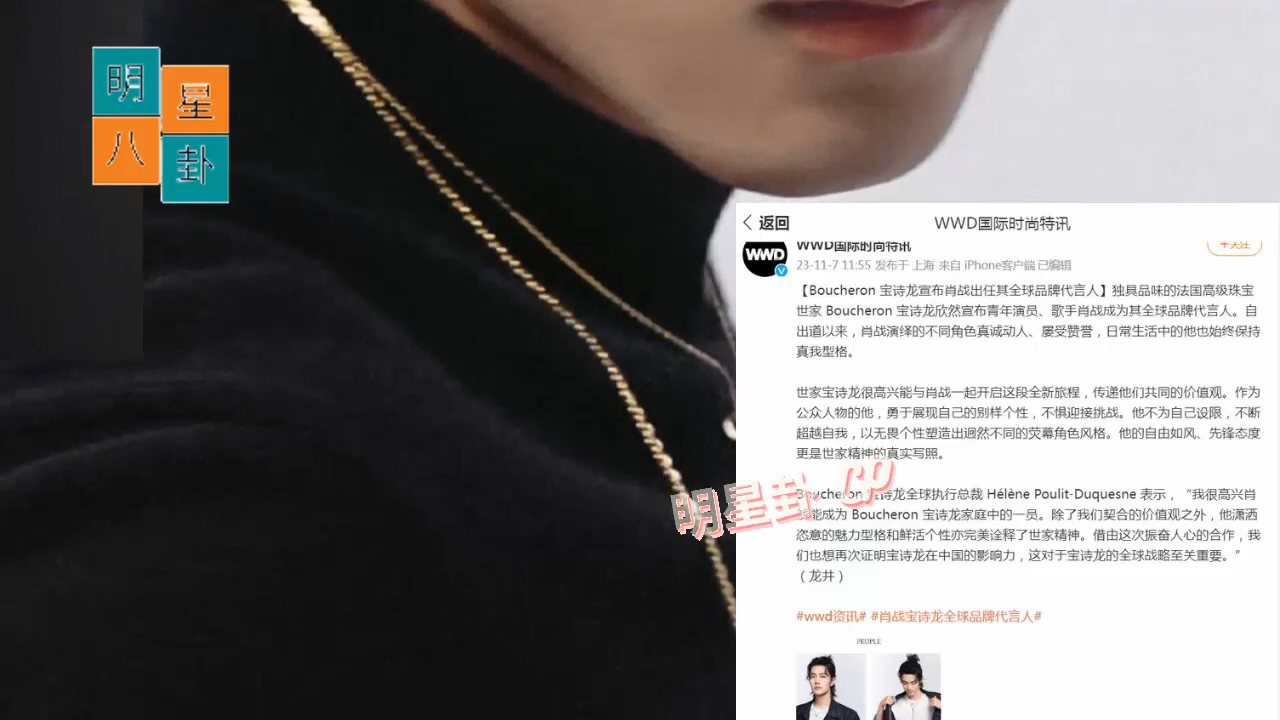 明星
八卦
返回
WWD国际时尚特讯
WWD国际时尚特讯
+关注
WWD
23-11-7 11:55 发布于 上海 来自 iPhone客户端 已编辑
【Boucheron 宝诗龙宣布肖战出任其全球品牌代言人】独具品味的法国高级珠宝
世家 Boucheron 宝诗龙欣然宣布青年演员、歌手肖战成为其全球品牌代言人。自
出道以来，肖战演绎的不同角色真诚动人、屡受赞誉，日常生活中的他也始终保持
真我型格。
世家宝诗龙很高兴能与肖战一起开启这段全新旅程，传递他们共同的价值观。作为
公众人物的他，勇于展现自己的别样个性，不惧迎接挑战。他不为自己设限，不断
超越自我，以无畏个性塑造出迥然不同的荧幕角色风格。他的自由如风、先锋态度
更是世家精神的真实写照。
明星卦 CP
Boucheron 宝诗龙全球执行总裁 Hélène Poulit-Duquesne 表示，“我很高兴肖
战能成为 Boucheron 宝诗龙家庭中的一员。除了我们契合的价值观之外，他潇洒
恣意的魅力型格和鲜活个性亦完美诠释了世家精神。借由这次振奋人心的合作，我
们也想再次证明宝诗龙在中国的影响力，这对于宝诗龙的全球战略至关重要。”
（龙井）
#wwd资讯# #肖战宝诗龙全球品牌代言人#
PEOPLE